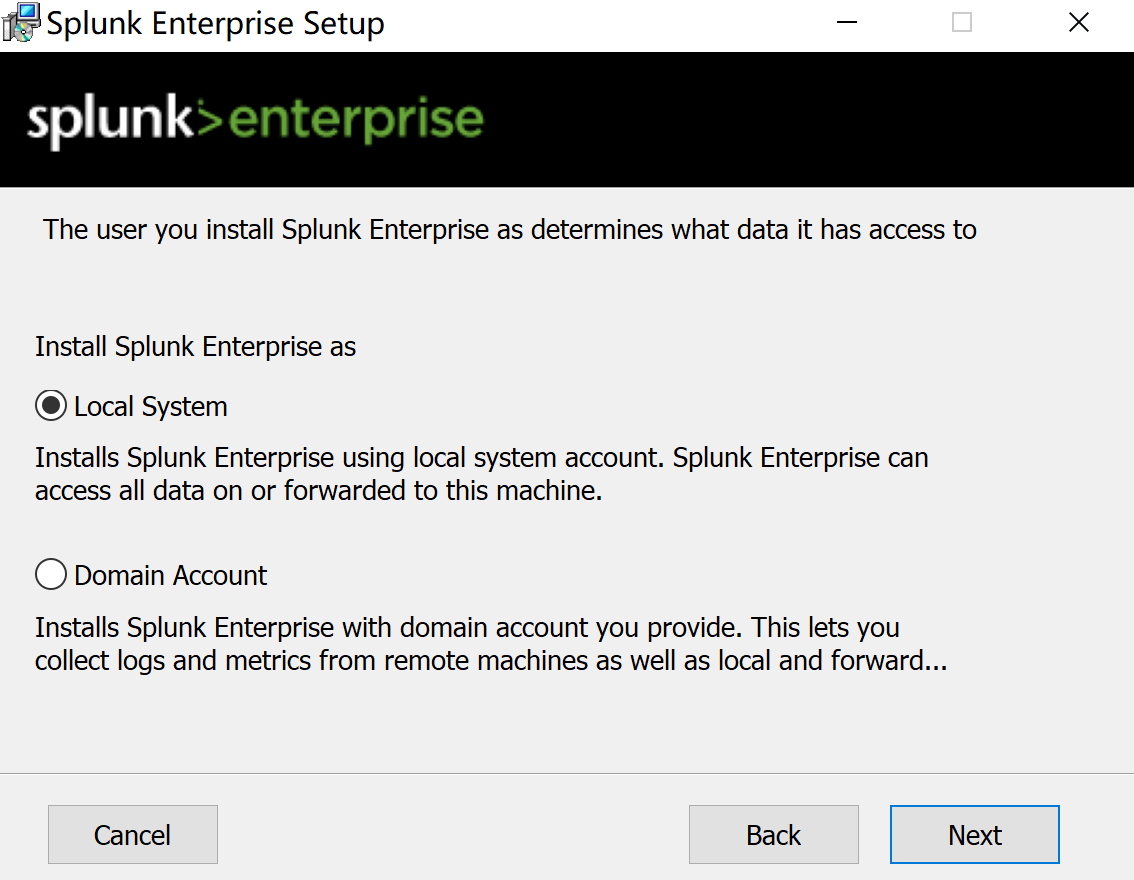 Splunk Enterprise Setup
splunk>enterprise
The user you install Splunk Enterprise as determines what data it has access to
Install Splunk Enterprise as
Local System
Installs Splunk Enterprise using local system account. Splunk Enterprise can
access all data on or forwarded to this machine.
Domain Account
Installs Splunk Enterprise with domain account you provide. This lets you
collect logs and metrics from remote machines as well as local and forward...
Cancel
Back
Next